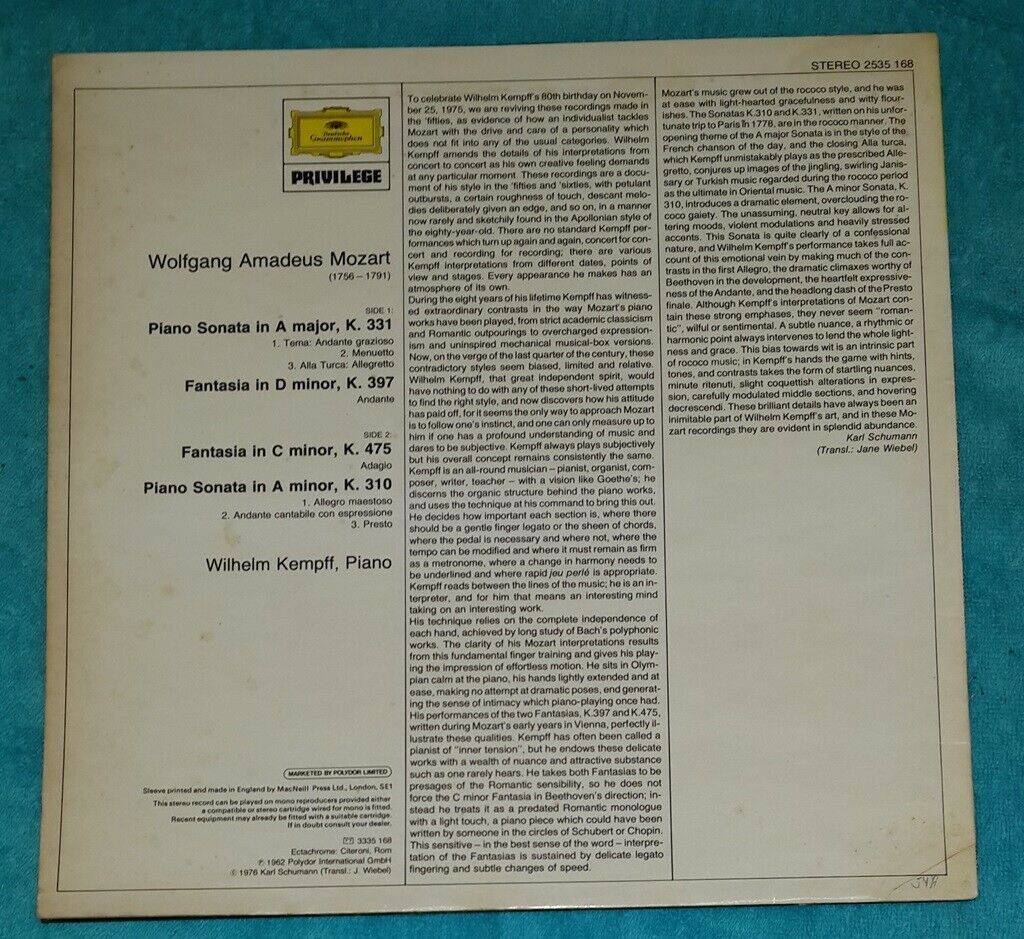 STEREO 2535 168
Deutsche
Grammophon
PRIVILEGE
Wolfgang Amadeus Mozart
(1756 – 1791)
SIDE 1:
Piano Sonata in A major, K. 331
1. Tema: Andante grazioso
2. Menuetto
3. Alla Turca: Allegretto
Fantasia in D minor, K. 397
Andante
SIDE 2:
Fantasia in C minor, K. 475
Adagio
Piano Sonata in A minor, K. 310
1. Allegro maestoso
2. Andante cantabile con espressione
3. Presto
Wilhelm Kempff, Piano
MARKETED BY POLYDOR LIMITED
Sleeve printed and made in England by MacNeill Press Ltd., London, SE1
This stereo record can be played on mono reproducers provided either
a compatible or stereo cartridge wired for mono is fitted.
Recent equipment may already be fitted with a suitable cartridge.
If in doubt consult your dealer.
3335 168
Ectachrome: Citeroni, Rom
℗ 1962 Polydor International GmbH
© 1976 Karl Schumann (Transl.: J. Wiebel)
To celebrate Wilhelm Kempff's 80th birthday on Novem-
ber 25, 1975, we are reviving these recordings made in
the 'fifties, as evidence of how an individualist tackles
Mozart with the drive and care of a personality which
does not fit into any of the usual categories. Wilhelm
Kempff amends the details of his interpretations from
concert to concert as his own creative feeling demands
at any particular moment. These recordings are a docu-
ment of his style in the 'fifties and 'sixties, with petulant
outbursts, a certain roughness of touch, descant melo-
dies deliberately given an edge, and so on, in a manner
now rarely and sketchily found in the Apollonian style of
the eighty-year-old. There are no standard Kempff per-
formances which turn up again and again, concert for con-
cert and recording for recording; there are various
Kempff interpretations from different dates, points of
view and stages. Every appearance he makes has an
atmosphere of its own.
During the eight years of his lifetime Kempff has witness-
ed extraordinary contrasts in the way Mozart's piano
works have been played, from strict academic classicism
and Romantic outpourings to overcharged expression-
ism and uninspired mechanical musical-box versions.
Now, on the verge of the last quarter of the century, these
contradictory styles seem biased, limited and relative.
Wilhelm Kempff, that great independent spirit, would
have nothing to do with any of these short-lived attempts
to find the right style, and now discovers how his attitude
has paid off, for it seems the only way to approach Mozart
is to follow one's instinct, and one can only measure up to
him if one has a profound understanding of music and
dares to be subjective. Kempff always plays subjectively
but his overall concept remains consistently the same.
Kempff is an all-round musician – pianist, organist, com-
poser, writer, teacher – with a vision like Goethe's; he
discerns the organic structure behind the piano works,
and uses the technique at his command to bring this out.
He decides how important each section is, where there
should be a gentle finger legato or the sheen of chords,
where the pedal is necessary and where not, where the
tempo can be modified and where it must remain as firm
as a metronome, where a change in harmony needs to
be underlined and where rapid jeu perlé is appropriate.
Kempff reads between the lines of the music; he is an in-
terpreter, and for him that means an interesting mind
taking on an interesting work.
His technique relies on the complete independence of
each hand, achieved by long study of Bach's polyphonic
works. The clarity of his Mozart interpretations results
from this fundamental finger training and gives his play-
ing the impression of effortless motion. He sits in Olym-
pian calm at the piano, his hands lightly extended and at
ease, making no attempt at dramatic poses, end generat-
ing the sense of intimacy which piano-playing once had.
His performances of the two Fantasias, K.397 and K.475,
written during Mozart's early years in Vienna, perfectly il-
lustrate these qualities. Kempff has often been called a
pianist of "inner tension", but he endows these delicate
works with a wealth of nuance and attractive substance
such as one rarely hears. He takes both Fantasias to be
presages of the Romantic sensibility, so he does not
force the C minor Fantasia in Beethoven's direction; in-
stead he treats it as a predated Romantic monologue
with a light touch, a piano piece which could have been
written by someone in the circles of Schubert or Chopin.
This sensitive – in the best sense of the word – interpre-
tation of the Fantasias is sustained by delicate legato
fingering and subtle changes of speed.
Mozart's music grew out of the rococo style, and he was
at ease with light-hearted gracefulness and witty flour-
ishes. The Sonatas K.310 and K.331, written on his unfor-
tunate trip to Paris in 1778, are in the rococo manner. The
opening theme of the A major Sonata is in the style of the
French chanson of the day, and the closing Alla turca,
which Kempff unmistakably plays as the prescribed Alle-
gretto, conjures up images of the jingling, swirling Janis-
sary or Turkish music regarded during the rococo period
as the ultimate in Oriental music. The A minor Sonata, K.
310, introduces a dramatic element, overclouding the ro-
coco gaiety. The unassuming, neutral key allows for al-
tering moods, violent modulations and heavily stressed
accents. This Sonata is quite clearly of a confessional
nature, and Wilhelm Kempff's performance takes full ac-
count of this emotional vein by making much of the con-
trasts in the first Allegro, the dramatic climaxes worthy of
Beethoven in the development, the heartfelt expressive-
ness of the Andante, and the headlong dash of the Presto
finale. Although Kempff's interpretations of Mozart con-
tain these strong emphases, they never seem "roman-
tic", wilful or sentimental. A subtle nuance, a rhythmic or
harmonic point always intervenes to lend the whole light-
ness and grace. This bias towards wit is an intrinsic part
of rococo music; in Kempff's hands the game with hints,
tones, and contrasts takes the form of startling nuances,
minute ritenuti, slight coquettish alterations in expres-
sion, carefully modulated middle sections, and hovering
decrescendi. These brilliant details have always been an
inimitable part of Wilhelm Kempff's art, and in these Mo-
zart recordings they are evident in splendid abundance.
Karl Schumann
(Transl.: Jane Wiebel)